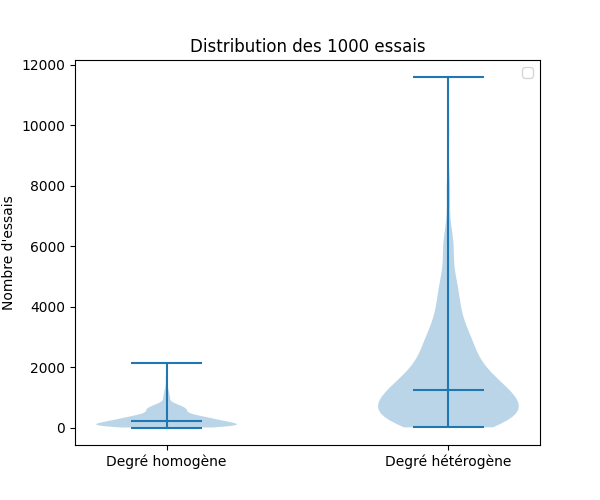 Distribution des 1000 essais
12000
10000
8000
6000
4000
2000
0
Nombre d'essais
Degré homogène
Degré hétérogène